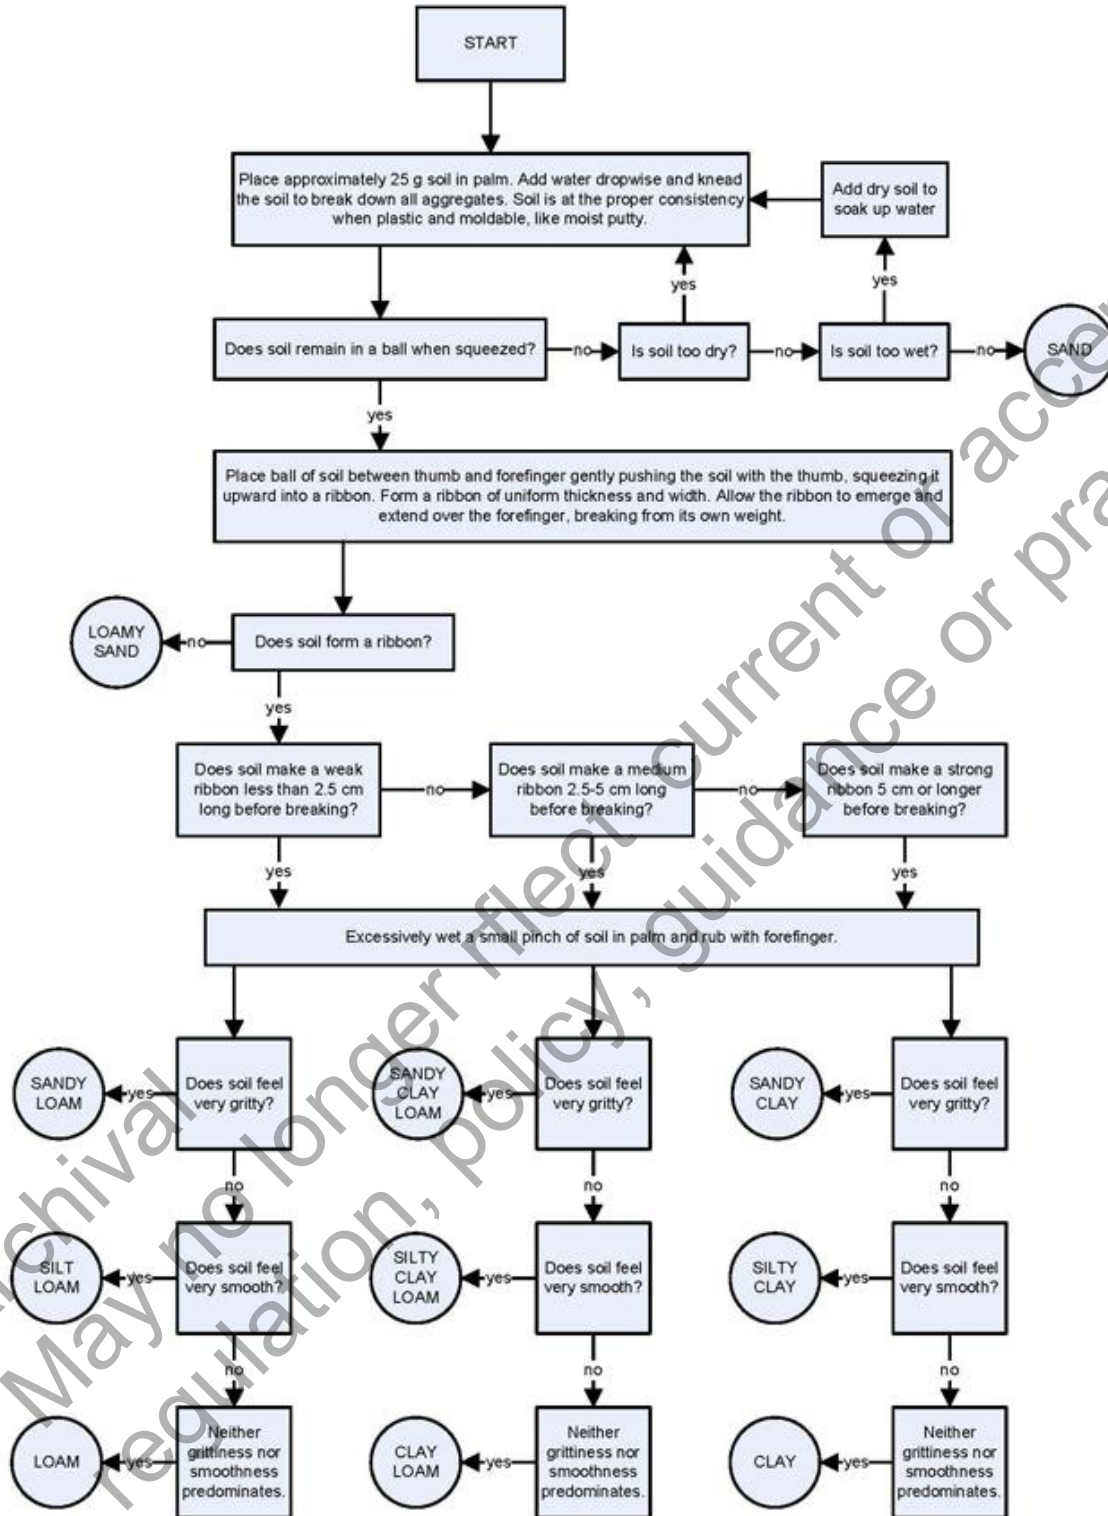 START
Place approximately 25 g soil in palm. Add water dropwise and knead
the soil to break down all aggregates. Soil is at the proper consistency
when plastic and moldable, like moist putty.
Add dry soil to
soak up water
yes
yes
Does soil remain in a ball when squeezed?
no
Is soil too dry?
no
Is soil too wet?
no
SAND
yes
Place ball of soil between thumb and forefinger gently pushing the soil with the thumb, squeezing it
upward into a ribbon. Form a ribbon of uniform thickness and width. Allow the ribbon to emerge and
extend over the forefinger, breaking from its own weight.
LOAMY
SAND
no
Does soil form a ribbon?
yes
Does soil make a weak
ribbon less than 2.5 cm
long before breaking?
no
Does soil make a medium
ribbon 2.5-5 cm long
before breaking?
no
Does soil make a strong
ribbon 5 cm or longer
before breaking?
yes
yes
yes
Excessively wet a small pinch of soil in palm and rub with forefinger.
SANDY
LOAM
yes
Does soil feel
very gritty?
SANDY
CLAY
LOAM
yes
Does soil feel
very gritty?
SANDY
CLAY
yes
Does soil feel
very gritty?
no
no
no
SILT
LOAM
yes
Does soil feel
very smooth?
SILTY
CLAY
LOAM
yes
Does soil feel
very smooth?
SILTY
CLAY
yes
Does soil feel
very smooth?
no
no
no
LOAM
yes
Neither
grittiness nor
smoothness
predominates.
CLAY
LOAM
yes
Neither
grittiness nor
smoothness
predominates.
CLAY
yes
Neither
grittiness nor
smoothness
predominates.
May no longer rflect current or
regulation, policy, guidance or